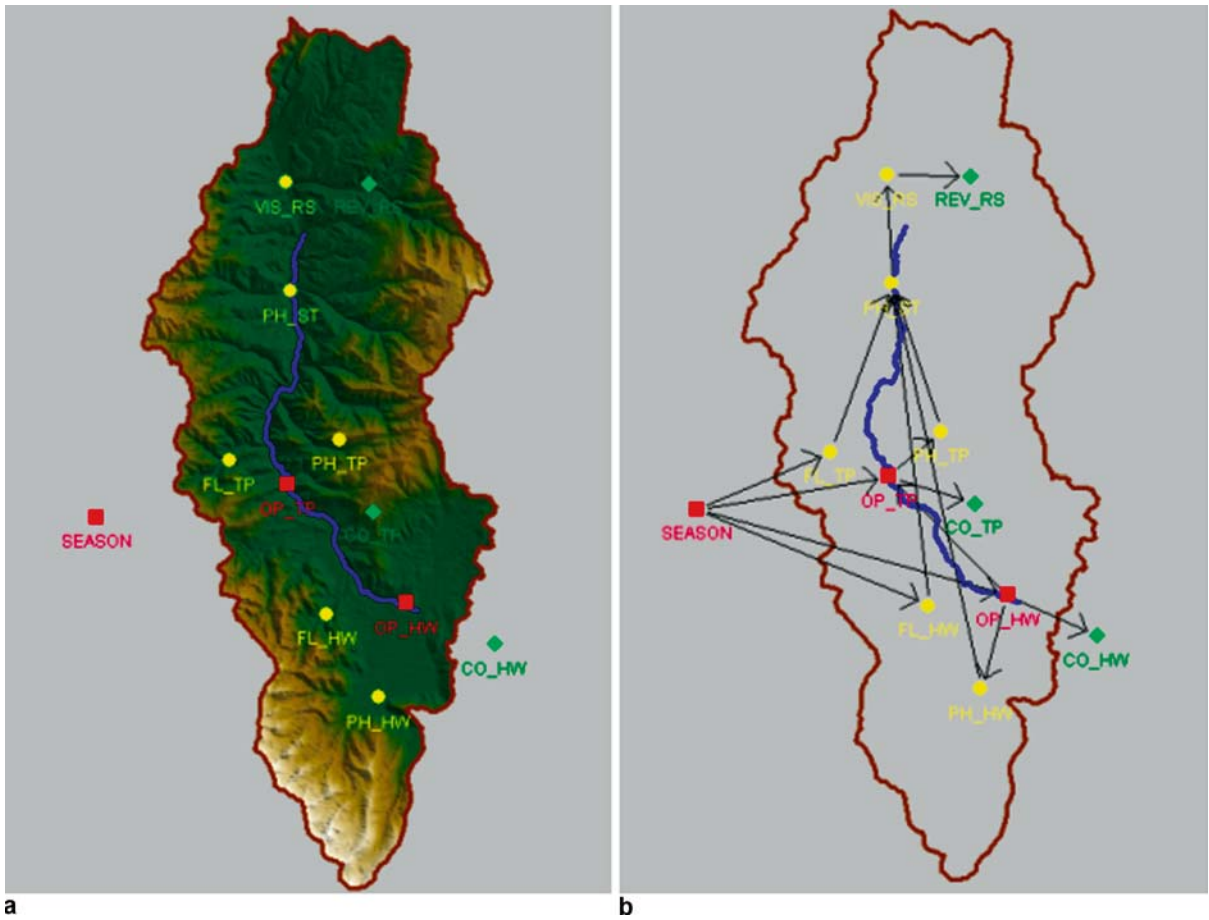 VIS_RS
REV_RS
PH_ST
PH_TP
FL_TP
OP_TP
CO_TP
SEASON
OP_HW
FL_HW
CO_HW
PH_HW
a
VIS_RS
REV_RS
PH_ST
PH_TP
FL_TP
OP_TP
CO_TP
SEASON
OP_HW
FL_HW
CO_HW
PH_HW
b